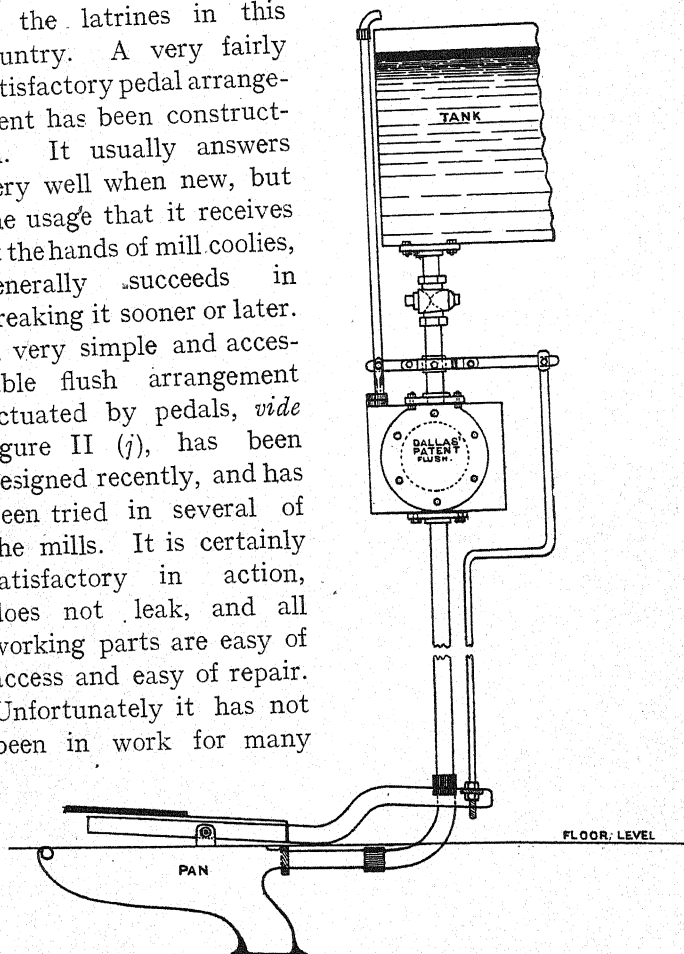 the latrines in this
untry. A very fairly
tisfactory pedal arrange-
ent has been construct-
. It usually answers
ery well when new, but
e usage that it receives
the hands of mill coolies,
enerally succeeds in
reaking it sooner or later.
very simple and acces-
ble flush arrangement
ctuated by pedals, vide
gure II (j), has been
esigned recently, and has
een tried in several of
he mills. It is certainly
atisfactory in action,
oes not leak, and all
working parts are easy of
access and easy of repair.
Unfortunately it has not
been in work for many
TANK
DALLAS'
PATENT
FLUSH.
FLOOR, LEVEL
PAN